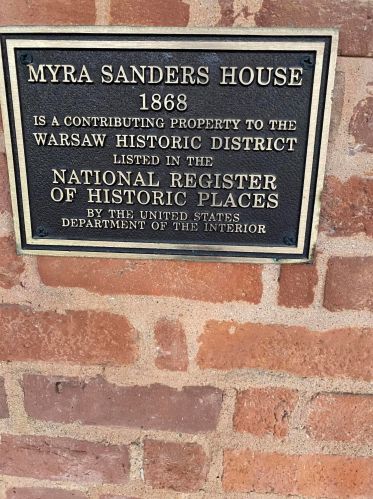 MYRA SANDERS HOUSE
1868
IS A CONTRIBUTING PROPERTY TO THE
WARSAW HISTORIC DISTRICT
LISTED IN THE
NATIONAL REGISTER
OF HISTORIC PLACES
BY THE UNITED STATES
DEPARTMENT OF THE INTERIOR